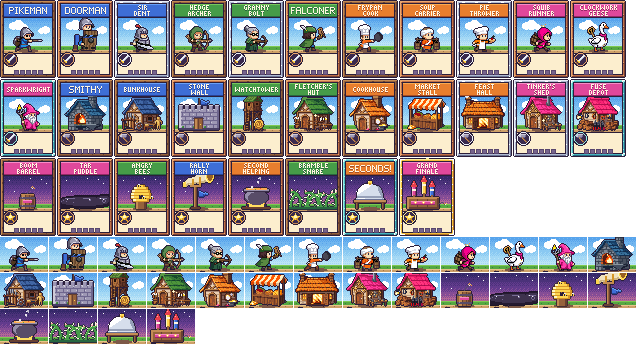 PIKEMAN
DOORMAN
SIR
DENT
HEDGE
ARCHER
GRANNY
BOLT
FALCONER
FRYPAN
COOK
SOUP
CARRIER
PIE
THROWER
SQUIB
RUNNER
CLOCKWORK
GEESE
SPARKWRIGHT
SMITHY
BUNKHOUSE
STONE
WALL
WATCHTOWER
FLETCHER'S
HUT
COOKHOUSE
MARKET
STALL
FEAST
HALL
TINKER'S
SHED
FUSE
DEPOT
BOOM
BARREL
TAR
PUDDLE
ANGRY
BEES
RALLY
HORN
SECOND
HELPING
BRAMBLE
SNARE
SECONDS!
GRAND
FINALE